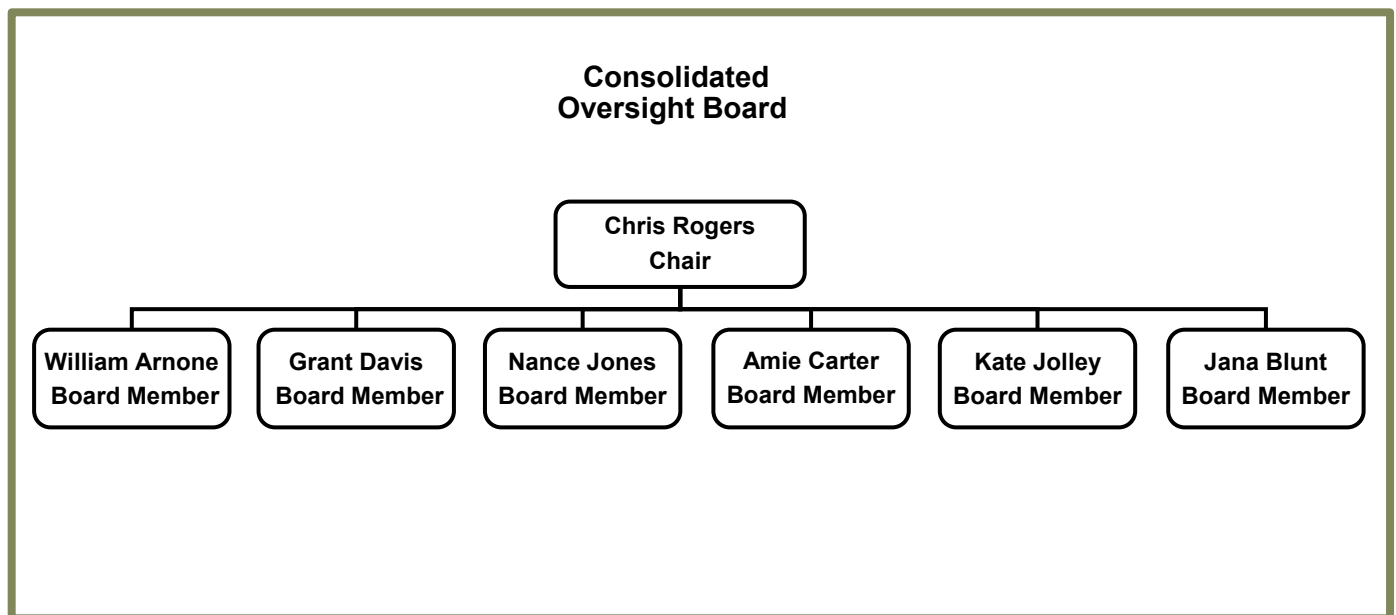 Consolidated
Oversight Board
Chris Rogers
Chair
William Arnone
Board Member
Grant Davis
Board Member
Nance Jones
Board Member
Amie Carter
Board Member
Kate Jolley
Board Member
Jana Blunt
Board Member